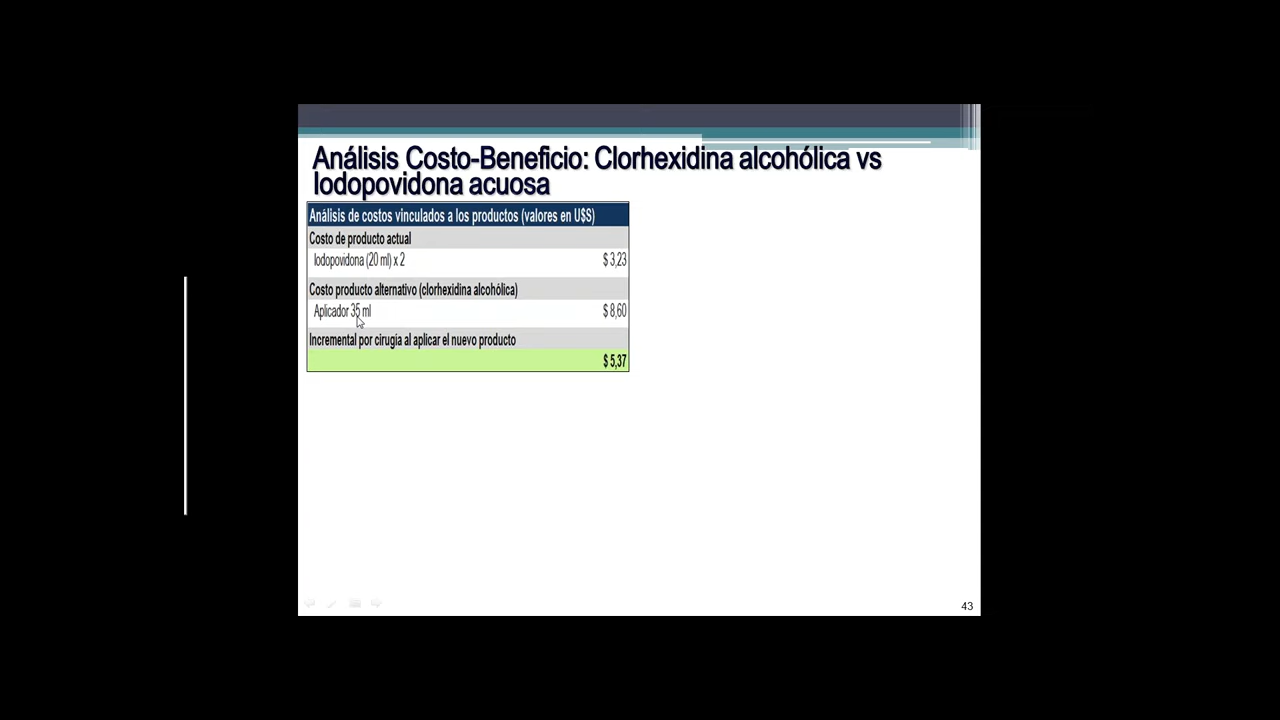 Análisis Costo-Beneficio: Clorhexidina alcohólica vs
Iodopovidona acuosa
Análisis de costos vinculados a los productos (valores en U$S)
Costo de producto actual
Iodopovidona (20 ml) x 2 $ 3,23
Costo producto alternativo (clorhexidina alcohólica)
Aplicador 35 ml $ 8,60
Incremental por cirugía al aplicar el nuevo producto
$ 5,37
43